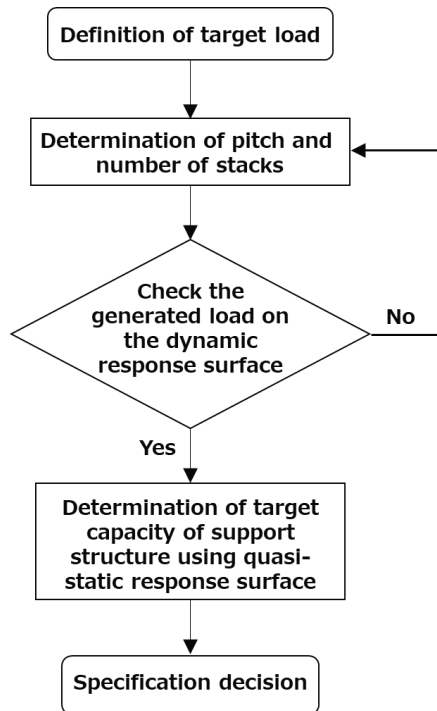 Definition of target load
Determination of pitch and
number of stacks
Check the
generated load on
the dynamic
response surface
No
Yes
Determination of target
capacity of support
structure using quasi-
static response surface
Specification decision